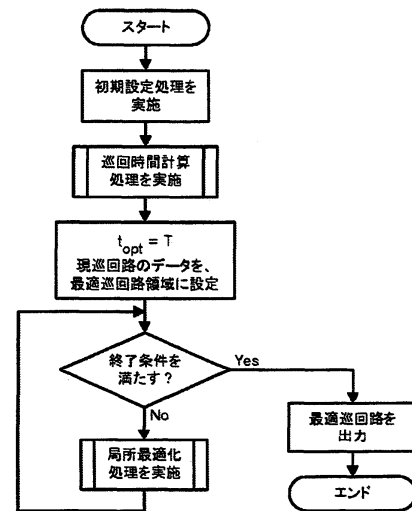 スタート
初期設定処理を
実施
巡回時間計算
処理を実施
t_opt = T
現巡回路のデータを、
最適巡回路領域に設定
終了条件を
満たす？
Yes
No
局所最適化
処理を実施
最適巡回路を
出力
エンド